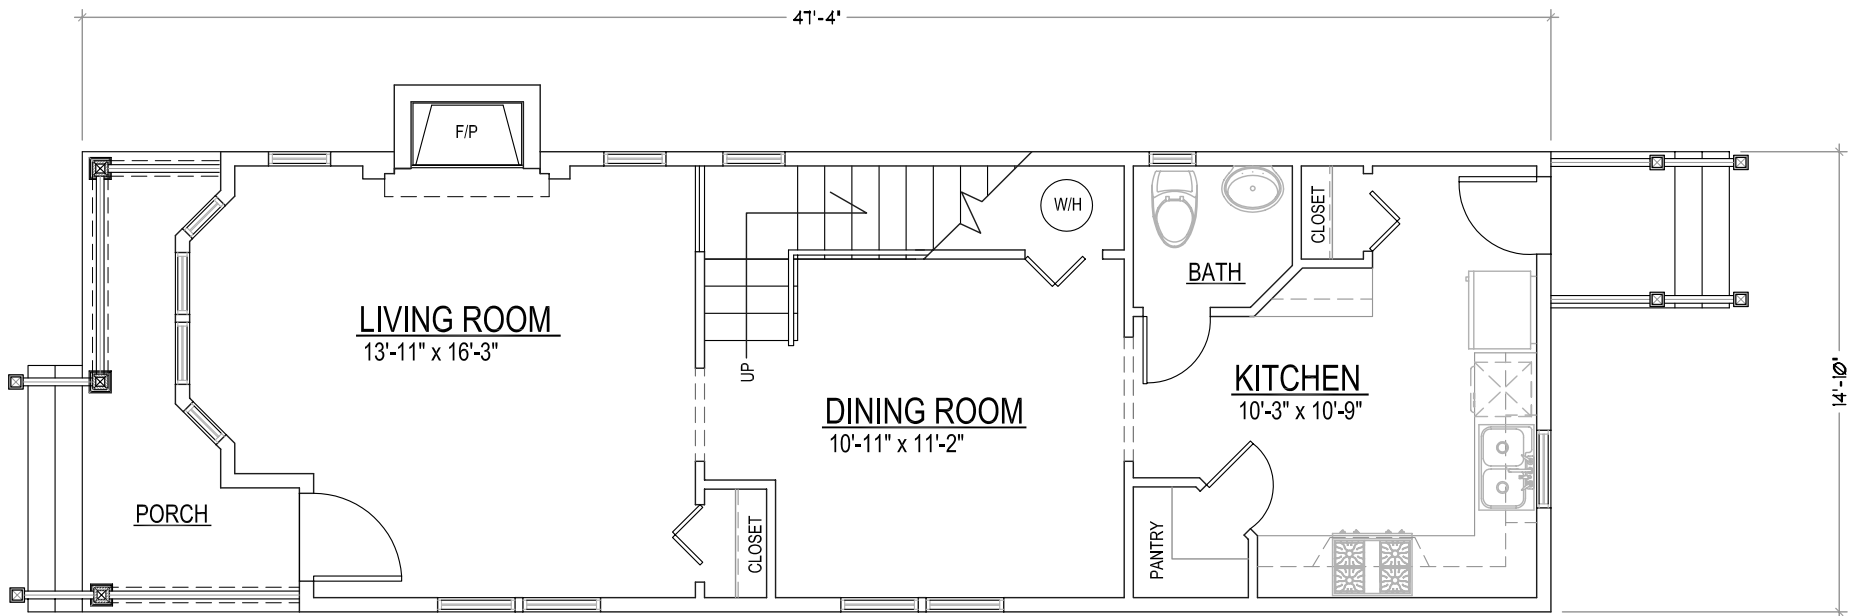 47'-4"
F/P
W/H
CLOSET
BATH
LIVING ROOM
13'-11" x 16'-3"
UP
KITCHEN
10'-3" x 10'-9"
14'-10"
DINING ROOM
10'-11" x 11'-2"
PORCH
CLOSET
PANTRY